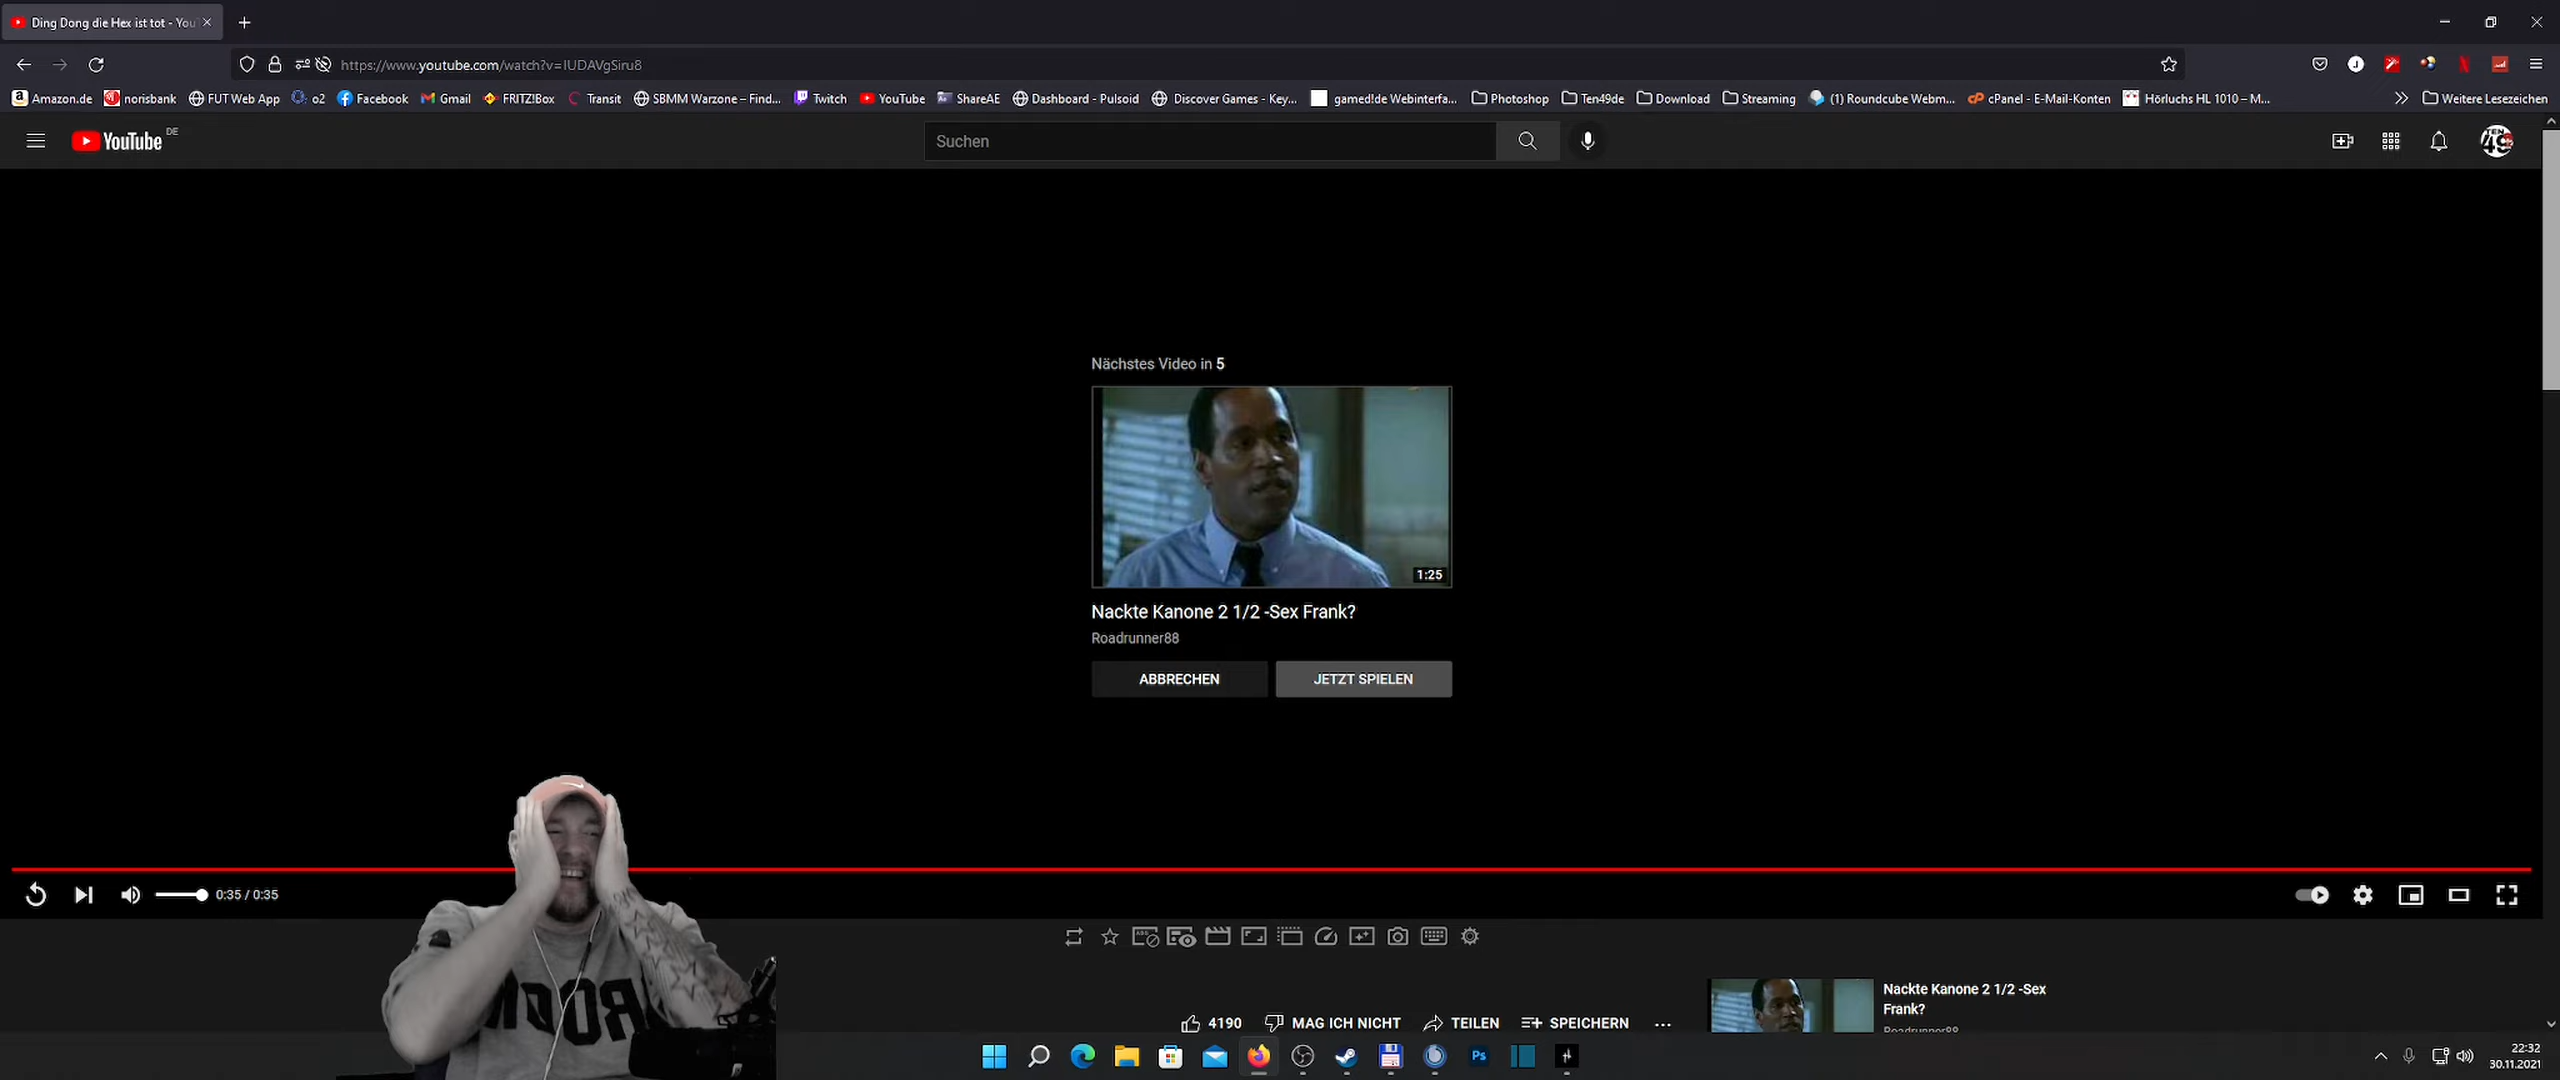 Ding Dong die Hex ist tot - You
https://www.youtube.com/watch?v=IUDAVgSiru8
Amazon.de norisbank FUT Web App o2 Facebook Gmail FRITZ!Box Transit SBMM Warzone – Find... Twitch YouTube ShareAE Dashboard - Pulsoid Discover Games - Key... gamed!de Webinterfa... Photoshop Ten49de Download Streaming (1) Roundcube Webm... cPanel - E-Mail-Konten Hörluchs HL 1010 – M... Weitere Lesezeichen
YouTube DE
Suchen
Nächstes Video in 5
1:25
Nackte Kanone 2 1/2 -Sex Frank?
Roadrunner88
ABBRECHEN JETZT SPIELEN
0:35 / 0:35
4190 MAG ICH NICHT TEILEN SPEICHERN ...
Nackte Kanone 2 1/2 -Sex
Frank?
Roadrunner88
22:32
30.11.2021